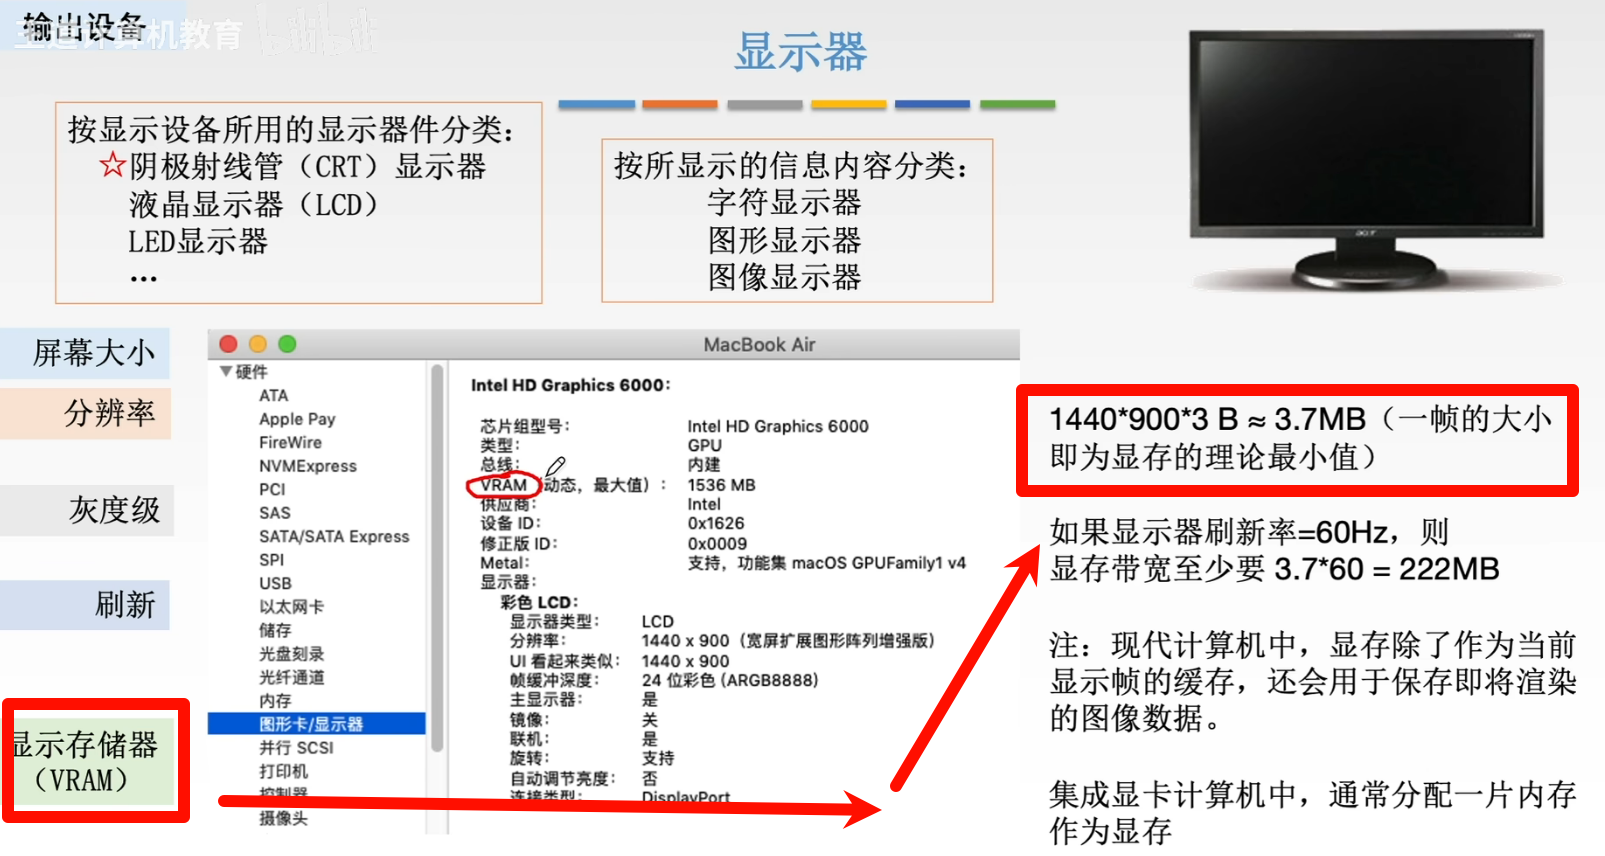 输出设备
王道计算机教育
bilibili
显示器
按显示设备所用的显示器件分类：
☆阴极射线管（CRT）显示器
液晶显示器（LCD）
LED显示器
…
按所显示的信息内容分类：
字符显示器
图形显示器
图像显示器
acer
屏幕大小
分辨率
灰度级
刷新
显示存储器
（VRAM）
MacBook Air
▼硬件
ATA
Apple Pay
FireWire
NVMExpress
PCI
SAS
SATA/SATA Express
SPI
USB
以太网卡
储存
光盘刻录
光纤通道
内存
图形卡/显示器
并行 SCSI
打印机
控制器
摄像头
Intel HD Graphics 6000：
芯片组型号： Intel HD Graphics 6000
类型： GPU
总线： 内建
VRAM（动态，最大值）： 1536 MB
供应商： Intel
设备 ID： 0x1626
修正版 ID： 0x0009
Metal： 支持，功能集 macOS GPUFamily1 v4
显示器：
彩色 LCD：
显示器类型： LCD
分辨率： 1440 x 900（宽屏扩展图形阵列增强版）
UI 看起来类似： 1440 x 900
帧缓冲深度： 24 位彩色 (ARGB8888)
主显示器： 是
镜像： 关
联机： 是
旋转： 支持
自动调节亮度： 否
连接类型： DisplayPort
1440*900*3 B ≈ 3.7MB（一帧的大小
即为显存的理论最小值）
如果显示器刷新率=60Hz，则
显存带宽至少要 3.7*60 = 222MB
注：现代计算机中，显存除了作为当前
显示帧的缓存，还会用于保存即将渲染
的图像数据。
集成显卡计算机中，通常分配一片内存
作为显存